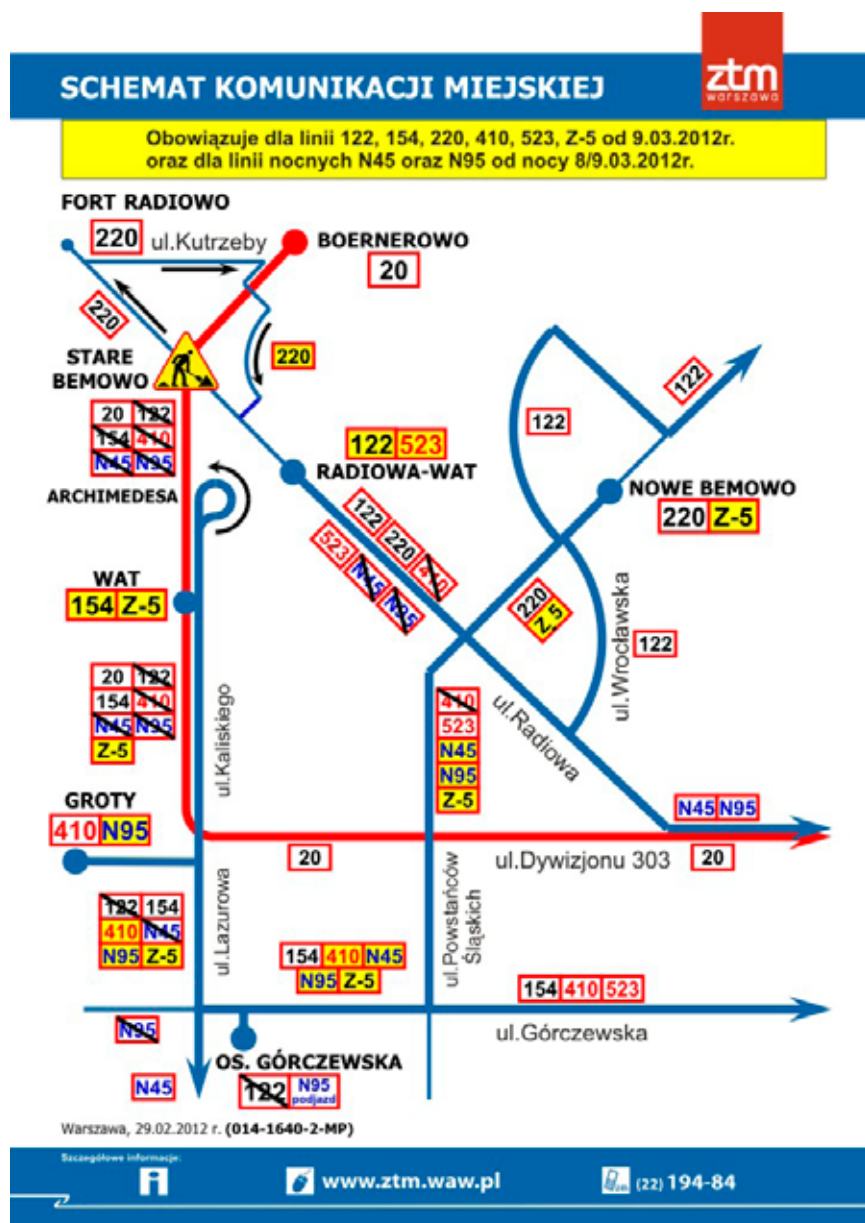 SCHEMAT KOMUNIKACJI MIEJSKIEJ
ztm
warszawa
Obowiązuje dla linii 122, 154, 220, 410, 523, Z-5 od 9.03.2012r.
oraz dla linii nocnych N45 oraz N95 od nocy 8/9.03.2012r.
FORT RADIOWO
220 ul.Kutrzeby
BOERNEROWO
20
220
STARE
BEMOWO
220
122
122
20 122
154 410
N45 N95
122 523
RADIOWA-WAT
ARCHIMEDESA
NOWE BEMOWO
220 Z-5
122 220 410
523 N45 N95
WAT
154 Z-5
220
Z-5
ul.Wrocławska
122
20 122
154 410
N45 N95
Z-5
ul.Kaliskiego
410
523
N45
N95
Z-5
ul.Radiowa
GROTY
410 N95
N45 N95
20
ul.Dywizjonu 303
20
122 154
410 N45
N95 Z-5
ul.Lazurowa
154 410 N45
N95 Z-5
ul.Powstańców
Śląskich
154 410 523
N95
ul.Górczewska
OS. GÓRCZEWSKA
N45
122 N95
podjazd
Warszawa, 29.02.2012 r. (014-1640-2-MP)
Szczegółowe informacje:
i
www.ztm.waw.pl
(22) 194-84